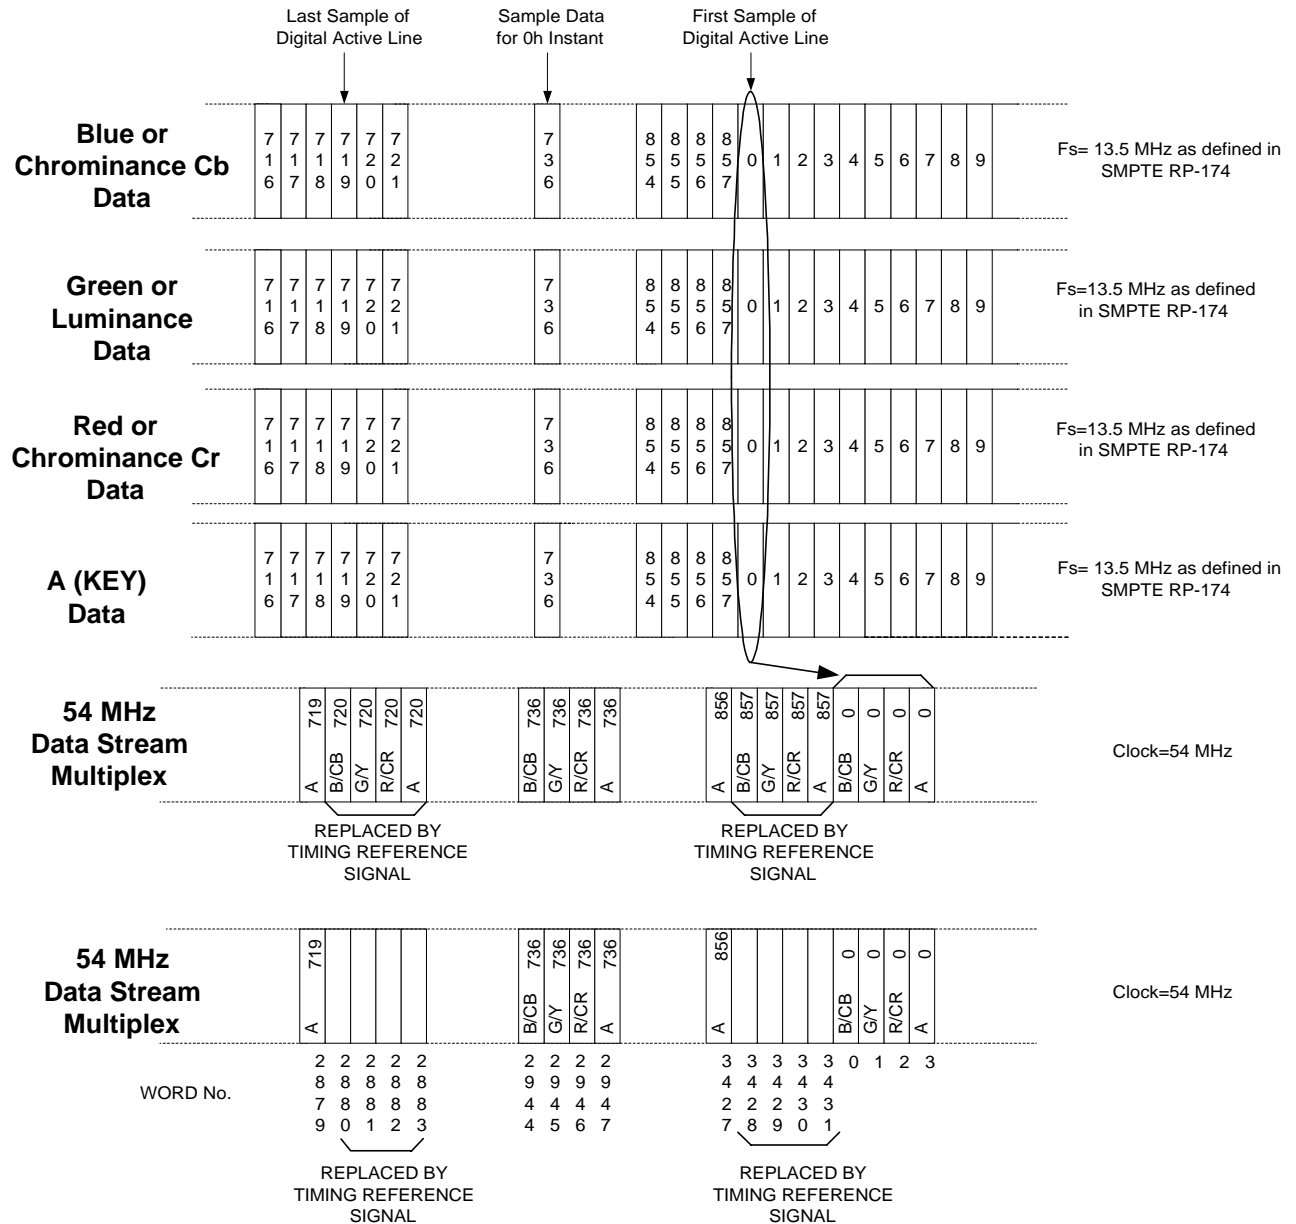 Last Sample of
Digital Active Line
Sample Data
for 0h Instant
First Sample of
Digital Active Line
Blue or
Chrominance Cb
Data
716 717 718 719 720 721 736 854 855 856 857 0 1 2 3 4 5 6 7 8 9
Fs= 13.5 MHz as defined in
SMPTE RP-174
Green or
Luminance
Data
716 717 718 719 720 721 736 854 855 856 857 0 1 2 3 4 5 6 7 8 9
Fs=13.5 MHz as defined
in SMPTE RP-174
Red or
Chrominance Cr
Data
716 717 718 719 720 721 736 854 855 856 857 0 1 2 3 4 5 6 7 8 9
Fs=13.5 MHz as defined
in SMPTE RP-174
A (KEY)
Data
716 717 718 719 720 721 736 854 855 856 857 0 1 2 3 4 5 6 7 8 9
Fs= 13.5 MHz as defined in
SMPTE RP-174
54 MHz
Data Stream
Multiplex
A 719
B/CB 720
G/Y 720
R/CR 720
A 720
B/CB 736
G/Y 736
R/CR 736
A 736
A 856
B/CB 857
G/Y 857
R/CR 857
A 857
B/CB 0
G/Y 0
R/CR 0
A 0
Clock=54 MHz
REPLACED BY
TIMING REFERENCE
SIGNAL
REPLACED BY
TIMING REFERENCE
SIGNAL
54 MHz
Data Stream
Multiplex
A 719
B/CB 736
G/Y 736
R/CR 736
A 736
A 856
B/CB 0
G/Y 0
R/CR 0
A 0
Clock=54 MHz
WORD No.
2879 2880 2881 2882 2883 2944 2945 2946 2947 3427 3428 3429 3430 3431 0 1 2 3
REPLACED BY
TIMING REFERENCE
SIGNAL
REPLACED BY
TIMING REFERENCE
SIGNAL